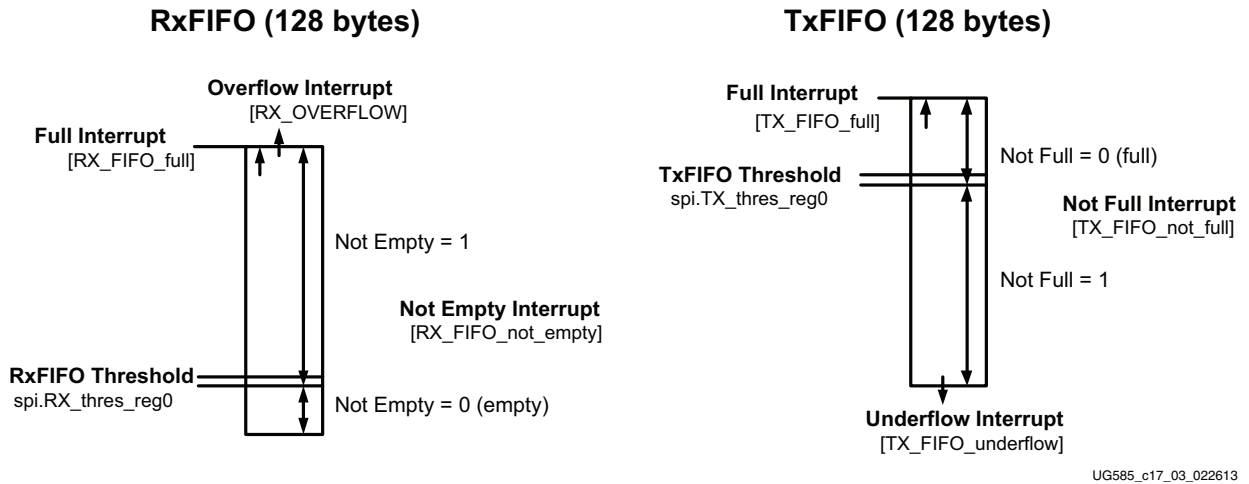 RxFIFO (128 bytes)
TxFIFO (128 bytes)
Overflow Interrupt
[RX_OVERFLOW]
Full Interrupt
[RX_FIFO_full]
Not Empty = 1
Not Empty Interrupt
[RX_FIFO_not_empty]
RxFIFO Threshold
spi.RX_thres_reg0
Not Empty = 0 (empty)
Full Interrupt
[TX_FIFO_full]
Not Full = 0 (full)
TxFIFO Threshold
spi.TX_thres_reg0
Not Full Interrupt
[TX_FIFO_not_full]
Not Full = 1
Underflow Interrupt
[TX_FIFO_underflow]
UG585_c17_03_022613